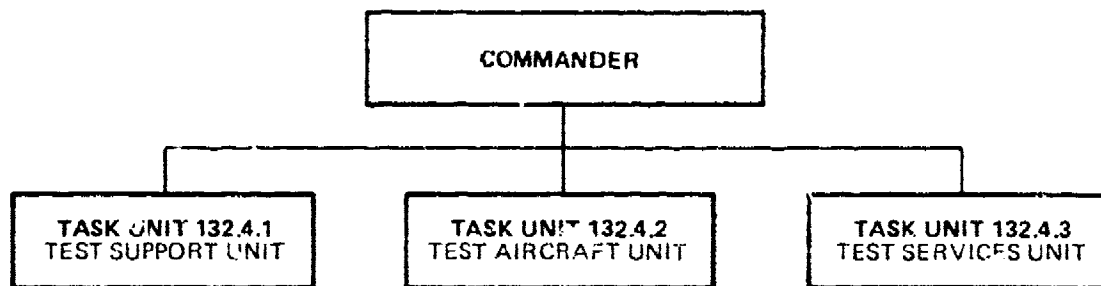 COMMANDER
TASK UNIT 132.4.1
TEST SUPPORT UNIT
TASK UNIT 132.4.2
TEST AIRCRAFT UNIT
TASK UNIT 132.4.3
TEST SERVICES UNIT